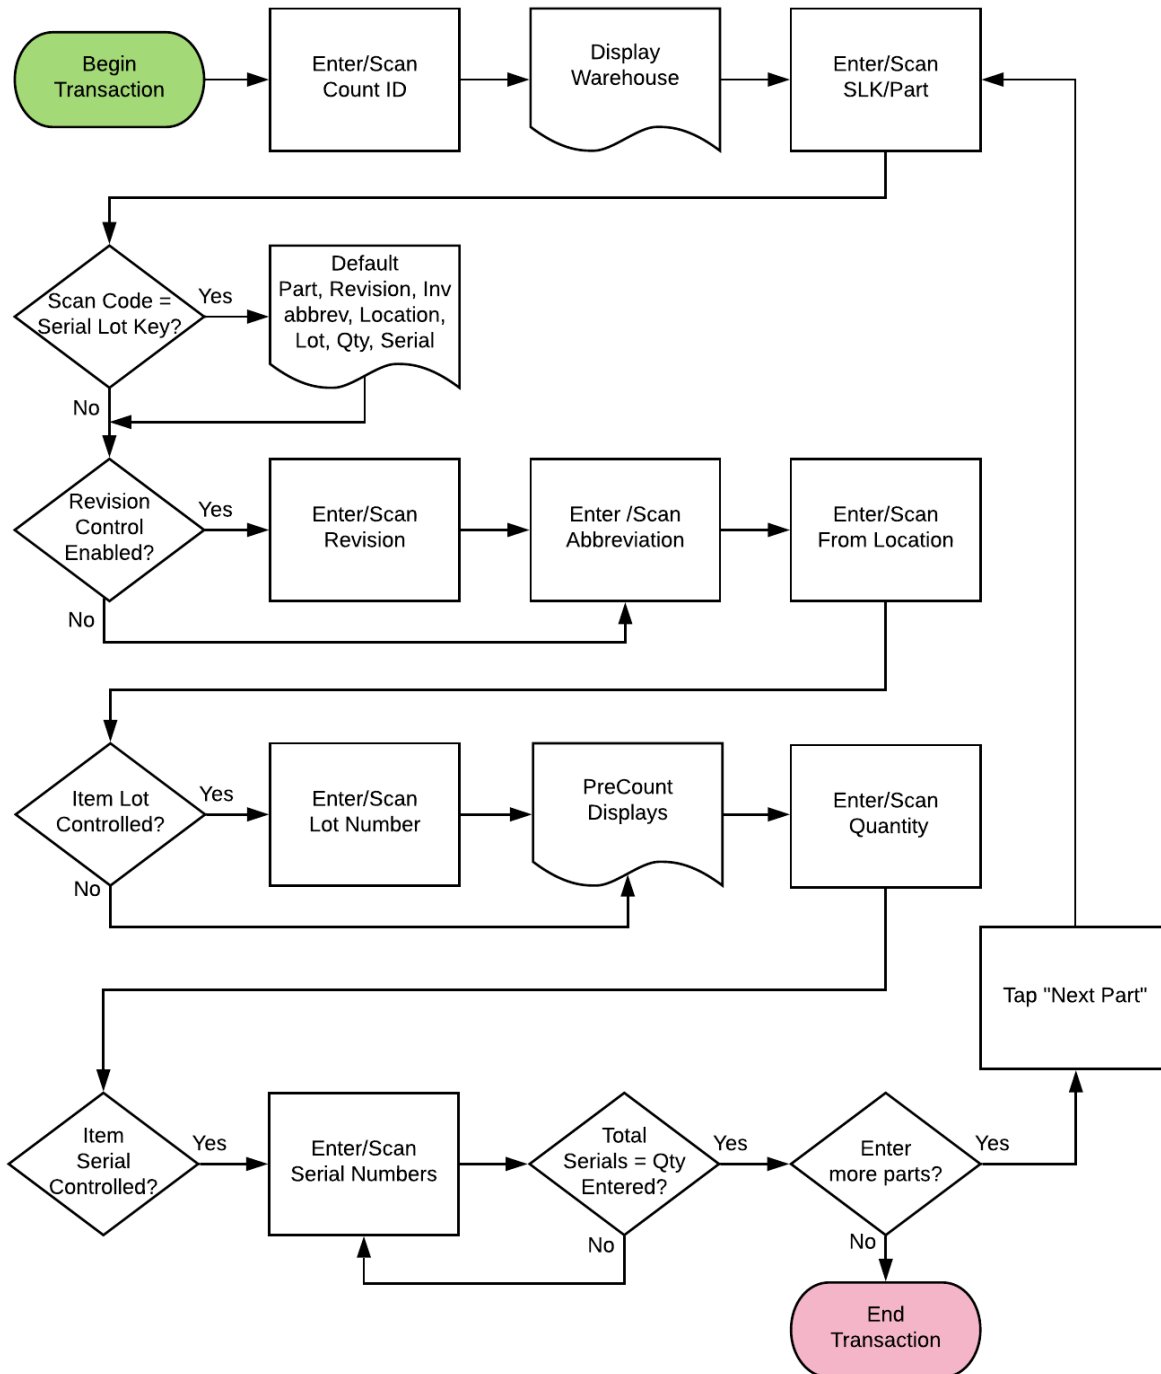 Begin
Transaction
Enter/Scan
Count ID
Display
Warehouse
Enter/Scan
SLK/Part
Scan Code =
Serial Lot Key?
Yes
No
Default
Part, Revision, Inv
abbrev, Location,
Lot, Qty, Serial
Revision
Control
Enabled?
Yes
No
Enter/Scan
Revision
Enter /Scan
Abbreviation
Enter/Scan
From Location
Item Lot
Controlled?
Yes
No
Enter/Scan
Lot Number
PreCount
Displays
Enter/Scan
Quantity
Tap "Next Part"
Item
Serial
Controlled?
Yes
Enter/Scan
Serial Numbers
Total
Serials = Qty
Entered?
Yes
No
Enter
more parts?
Yes
No
End
Transaction